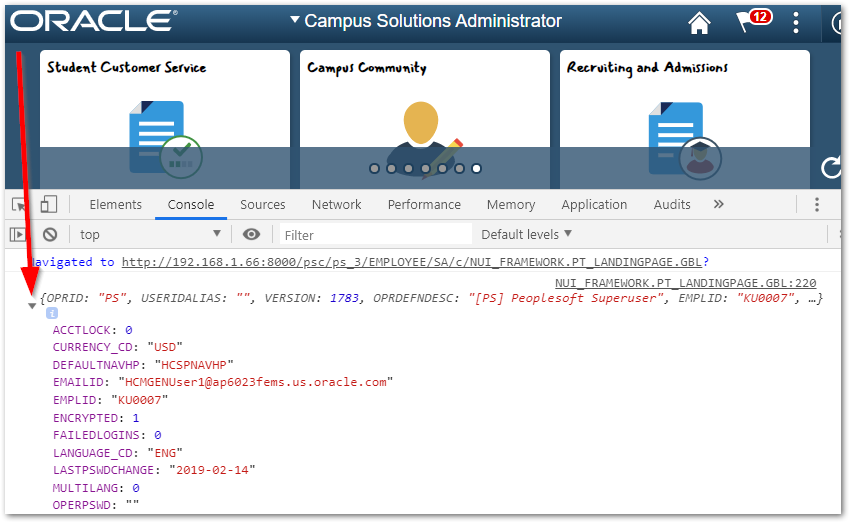 ORACLE®
Campus Solutions Administrator
12
Student Customer Service
Campus Community
Recruiting and Admissions
Elements Console Sources Network Performance Memory Application Audits »
top Filter Default levels
Navigated to http://192.168.1.66:8000/psc/ps_3/EMPLOYEE/SA/c/NUI_FRAMEWORK.PT_LANDINGPAGE.GBL?
NUI_FRAMEWORK.PT_LANDINGPAGE.GBL:220
{OPRID: "PS", USERIDALIAS: "", VERSION: 1783, OPRDEFNDESC: "[PS] Peoplesoft Superuser", EMPLID: "KU0007", …}
i
ACCTLOCK: 0
CURRENCY_CD: "USD"
DEFAULTNAVHP: "HCSPNAVHP"
EMAILID: "HCMGENUser1@ap6023fems.us.oracle.com"
EMPLID: "KU0007"
ENCRYPTED: 1
FAILEDLOGINS: 0
LANGUAGE_CD: "ENG"
LASTPSWDCHANGE: "2019-02-14"
MULTILANG: 0
OPERPSWD: ""